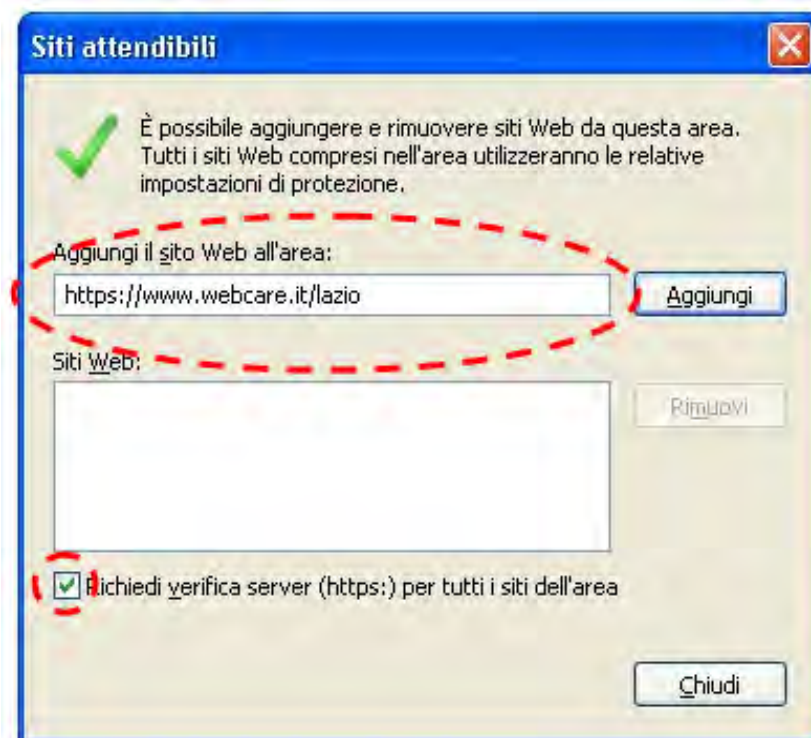 Siti attendibili
È possibile aggiungere e rimuovere siti Web da questa area.
Tutti i siti Web compresi nell'area utilizzeranno le relative
impostazioni di protezione.
Aggiungi il sito Web all'area:
https://www.webcare.it/lazio
Aggiungi
Siti Web:
Rimuovi
Richiedi verifica server (https:) per tutti i siti dell'area
Chiudi